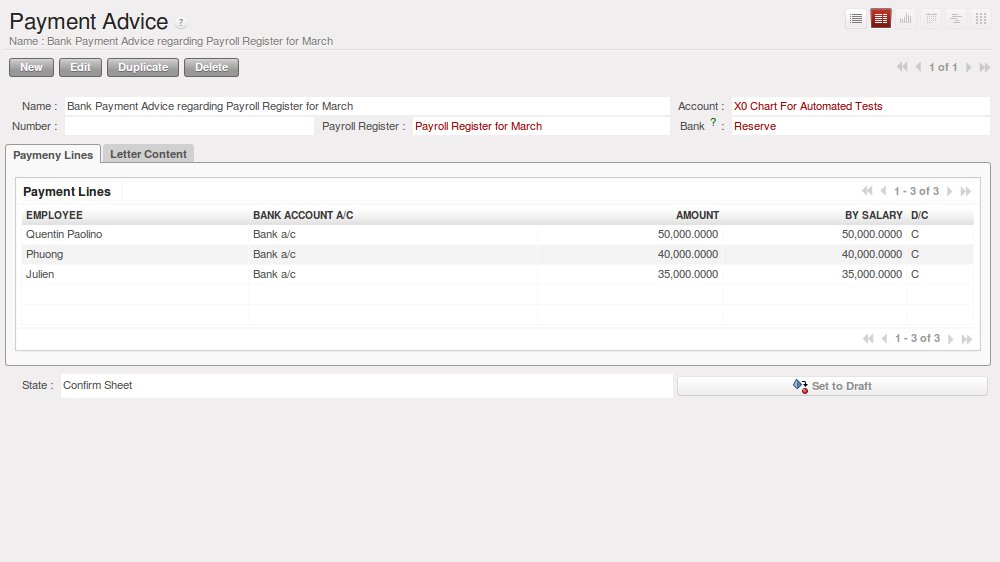 Payment Advice ?
Name : Bank Payment Advice regarding Payroll Register for March
New Edit Duplicate Delete 1 of 1
Name : Bank Payment Advice regarding Payroll Register for March Account : X0 Chart For Automated Tests
Number : Payroll Register : Payroll Register for March Bank ? : Reserve
Paymeny Lines Letter Content
Payment Lines 1 - 3 of 3
EMPLOYEE BANK ACCOUNT A/C AMOUNT BY SALARY D/C
Quentin Paolino Bank a/c 50,000.0000 50,000.0000 C
Phuong Bank a/c 40,000.0000 40,000.0000 C
Julien Bank a/c 35,000.0000 35,000.0000 C
1 - 3 of 3
State : Confirm Sheet Set to Draft